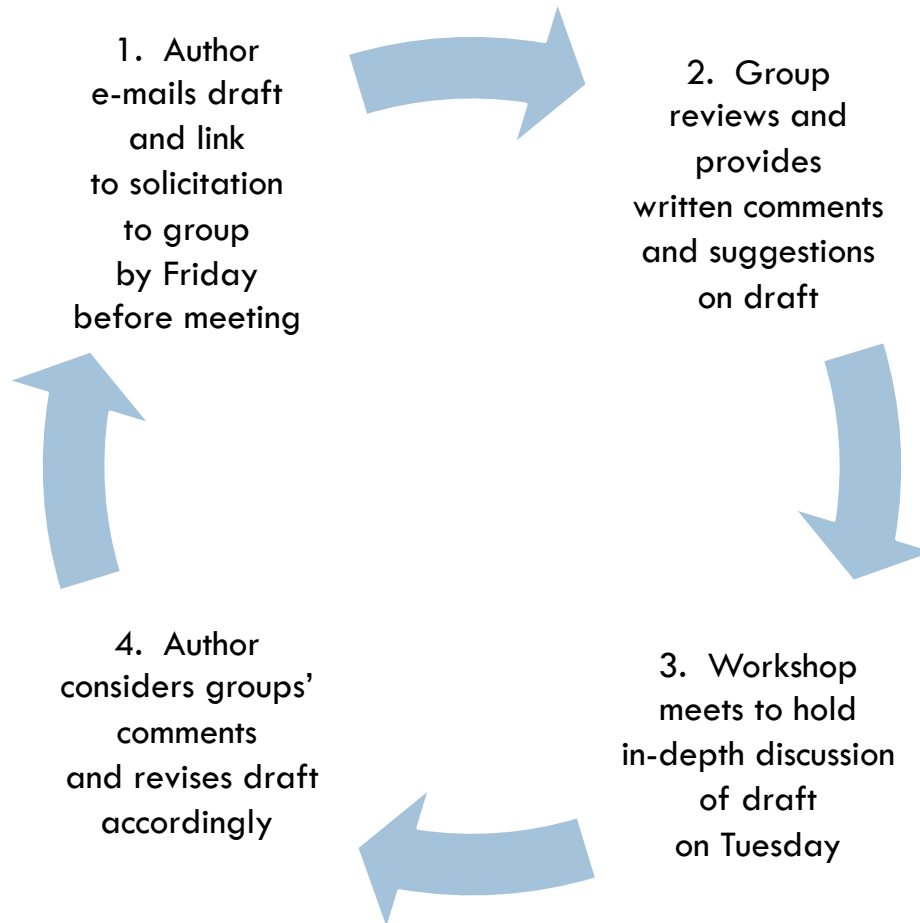 1. Author
e-mails draft
and link
to solicitation
to group
by Friday
before meeting
2. Group
reviews and
provides
written comments
and suggestions
on draft
3. Workshop
meets to hold
in-depth discussion
of draft
on Tuesday
4. Author
considers groups’
comments
and revises draft
accordingly